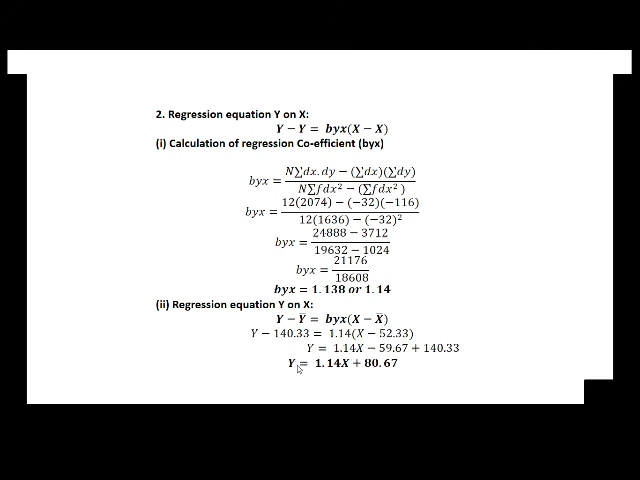 2. Regression equation Y on X:
Y − Y = byx(X − X)
(i) Calculation of regression Co-efficient (byx)
byx = N∑dx.dy − (∑dx)(∑dy) / N∑fdx² − (∑fdx²)
byx = 12(2074) − (−32)(−116) / 12(1636) − (−32)²
byx = 24888 − 3712 / 19632 − 1024
byx = 21176 / 18608
byx = 1.138 or 1.14
(ii) Regression equation Y on X:
Y − Y̅ = byx(X − X̅)
Y − 140.33 = 1.14(X − 52.33)
Y = 1.14X − 59.67 + 140.33
Y = 1.14X + 80.67